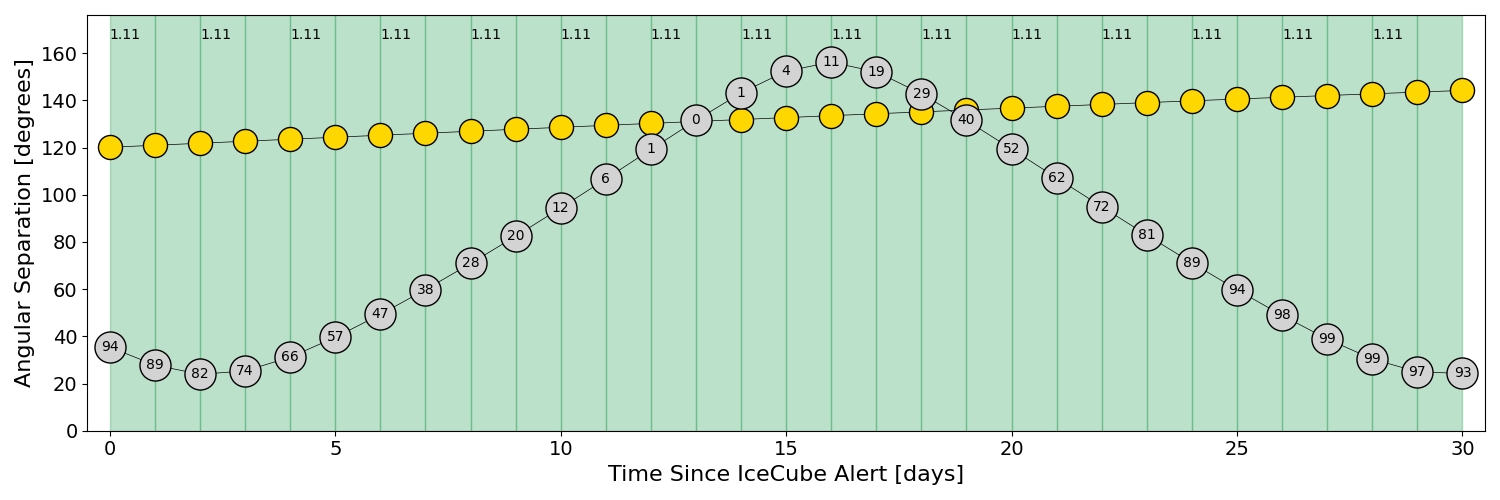 1.11 1.11 1.11 1.11 1.11 1.11 1.11 1.11 1.11 1.11 1.11 1.11 1.11 1.11 1.11
160
140
120
100
80
60
40
20
0
Angular Separation [degrees]
94 89 82 74 66 57 47 38 28 20 12 6 1 0 1 4 11 19 29 40 52 62 72 81 89 94 98 99 99 97 93
0 5 10 15 20 25 30
Time Since IceCube Alert [days]